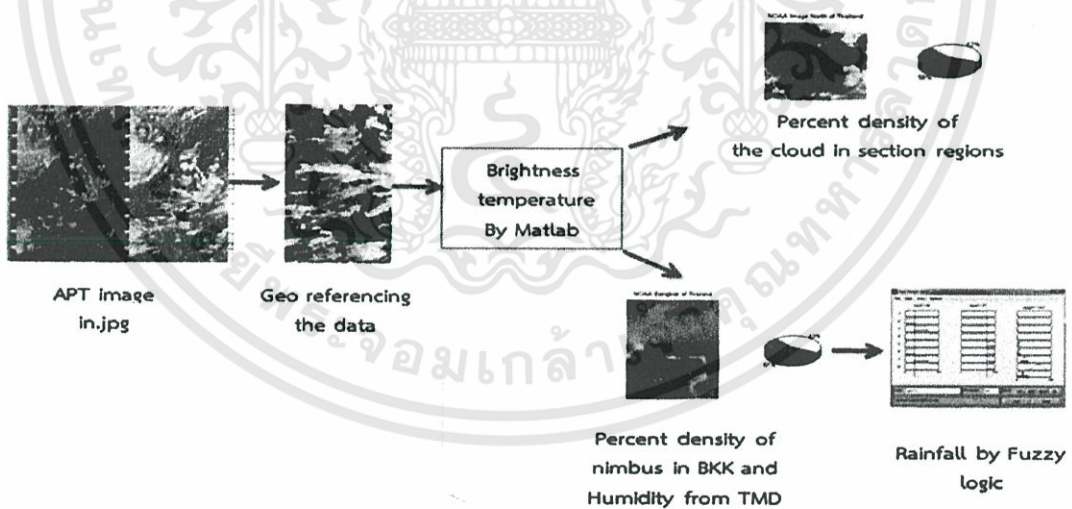 NOAA Image North of Thailand
Percent density of
the cloud in section regions
Brightness
temperature
By Matlab
APT image
in.jpg
Geo referencing
the data
NOAA Bangkok of Thailand
Percent density of
nimbus in BKK and
Humidity from TMD
Rainfall by Fuzzy
logic